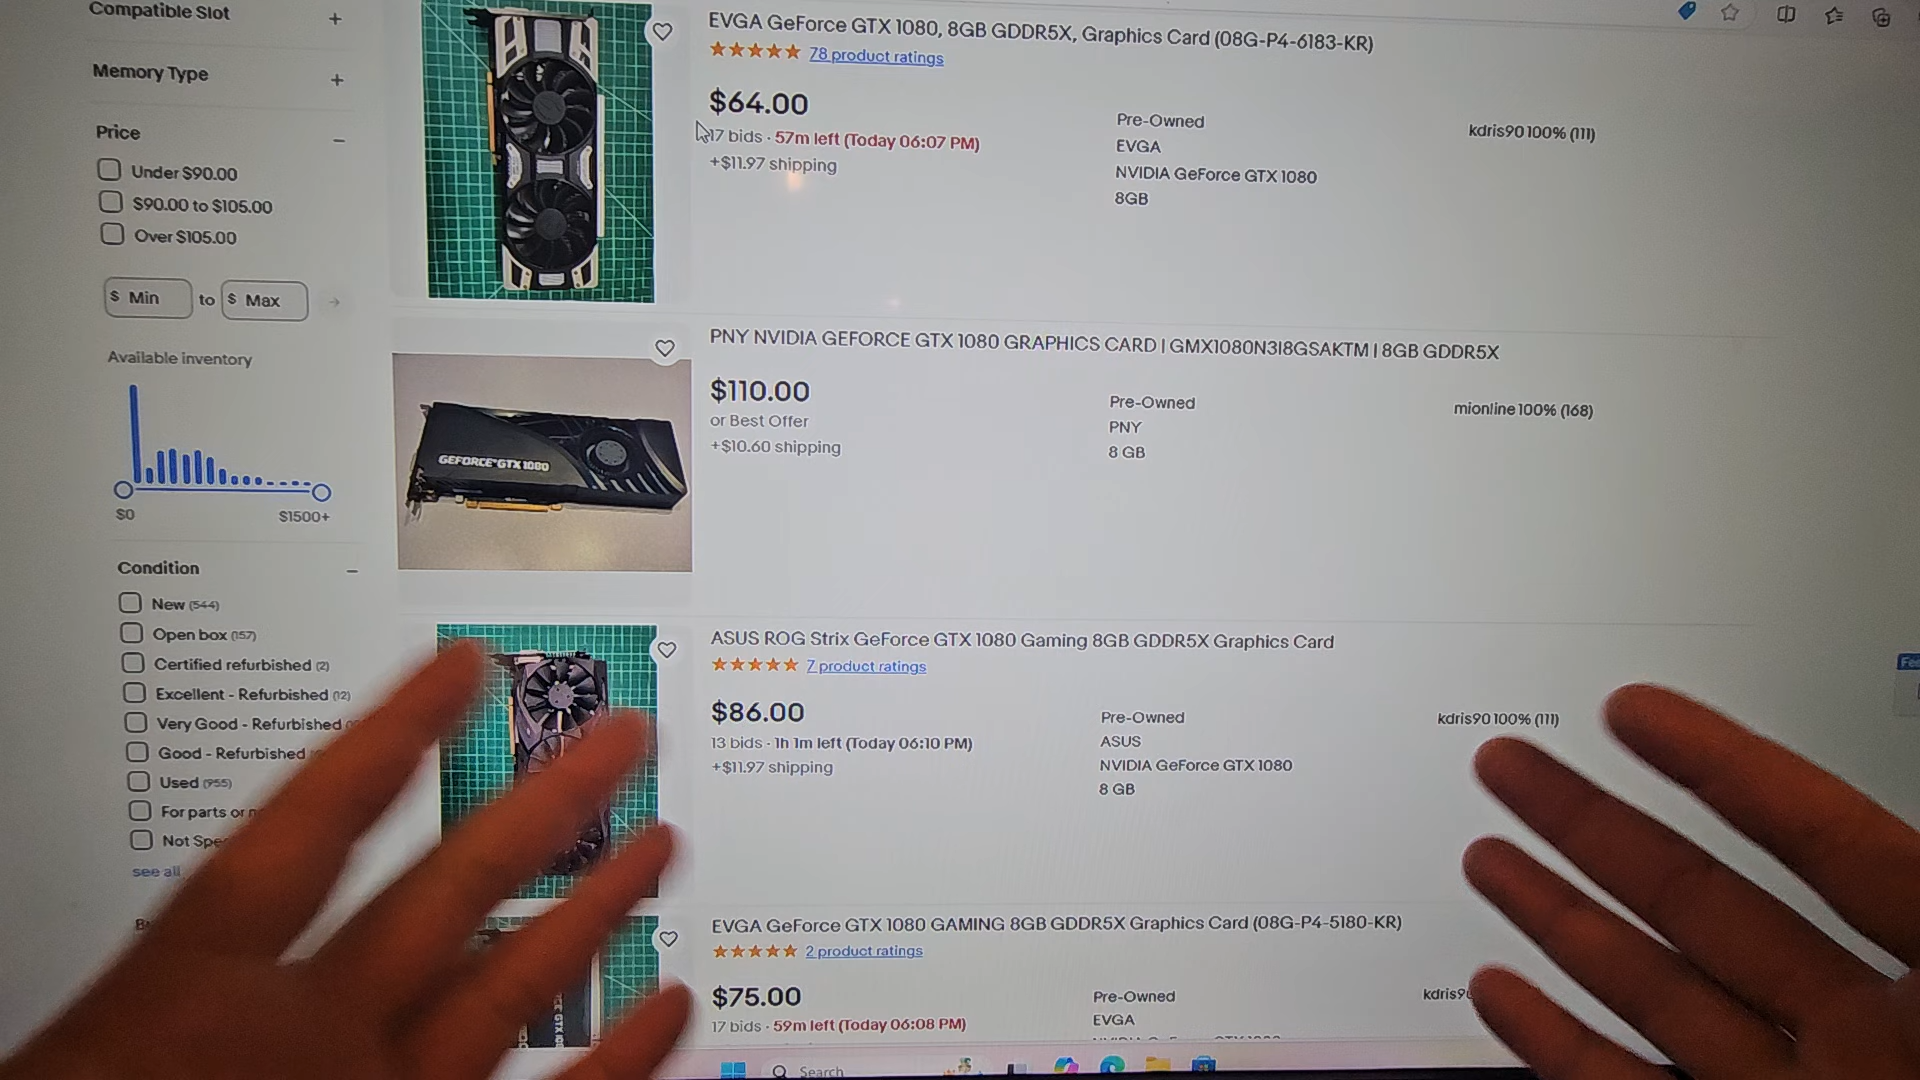 Compatible Slot
Memory Type
Price
Under $90.00
$90.00 to $105.00
Over $105.00
$ Min to $ Max
Available inventory
$0 $1500+
Condition
New (544)
Open box (157)
Certified refurbished (2)
Excellent - Refurbished (12)
Very Good - Refurbished
Good - Refurbished
Used (955)
For parts or
Not Spe
see all
EVGA GeForce GTX 1080, 8GB GDDR5X, Graphics Card (08G-P4-6183-KR)
78 product ratings
$64.00
17 bids · 57m left (Today 06:07 PM)
+$11.97 shipping
Pre-Owned
EVGA
NVIDIA GeForce GTX 1080
8GB
kdris90 100% (111)
PNY NVIDIA GEFORCE GTX 1080 GRAPHICS CARD | GMX1080N3I8GSAKTM | 8GB GDDR5X
GEFORCE GTX 1080
$110.00
or Best Offer
+$10.60 shipping
Pre-Owned
PNY
8 GB
mionline 100% (168)
ASUS ROG Strix GeForce GTX 1080 Gaming 8GB GDDR5X Graphics Card
7 product ratings
$86.00
13 bids · 1h 1m left (Today 06:10 PM)
+$11.97 shipping
Pre-Owned
ASUS
NVIDIA GeForce GTX 1080
8 GB
kdris90 100% (111)
EVGA GeForce GTX 1080 GAMING 8GB GDDR5X Graphics Card (08G-P4-5180-KR)
2 product ratings
$75.00
17 bids · 59m left (Today 06:08 PM)
Pre-Owned
EVGA
kdris9
Search